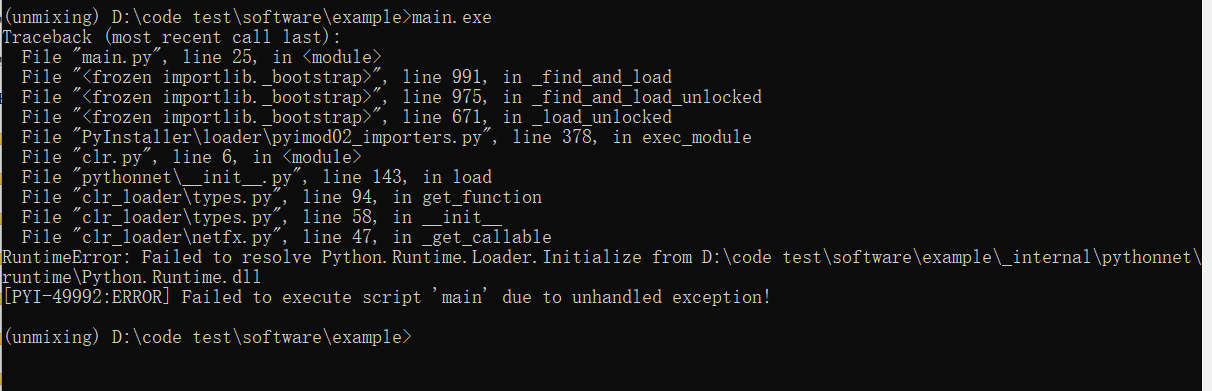 (unmixing) D:\code test\software\example>main.exe
Traceback (most recent call last):
  File "main.py", line 25, in <module>
  File "<frozen importlib._bootstrap>", line 991, in _find_and_load
  File "<frozen importlib._bootstrap>", line 975, in _find_and_load_unlocked
  File "<frozen importlib._bootstrap>", line 671, in _load_unlocked
  File "PyInstaller\loader\pyimod02_importers.py", line 378, in exec_module
  File "clr.py", line 6, in <module>
  File "pythonnet\__init__.py", line 143, in load
  File "clr_loader\types.py", line 94, in get_function
  File "clr_loader\types.py", line 58, in __init__
  File "clr_loader\netfx.py", line 47, in _get_callable
RuntimeError: Failed to resolve Python.Runtime.Loader.Initialize from D:\code test\software\example\_internal\pythonnet\
runtime\Python.Runtime.dll
[PYI-49992:ERROR] Failed to execute script 'main' due to unhandled exception!
(unmixing) D:\code test\software\example>